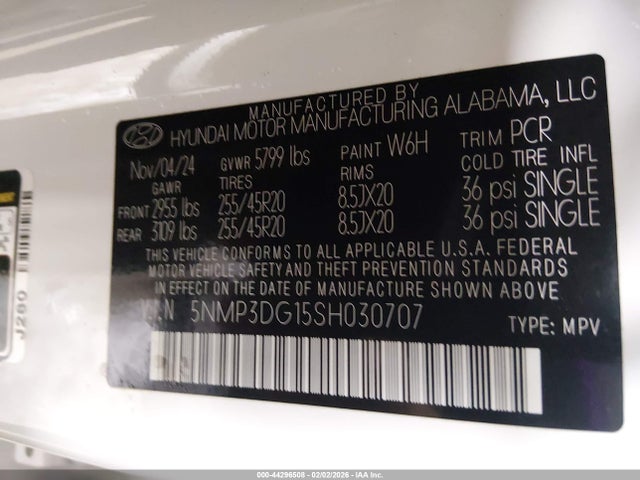 MANUFACTURED BY
HYUNDAI MOTOR MANUFACTURING ALABAMA, LLC
Nov/04/24 GVWR 5799 lbs PAINT W6H TRIM PCR
GAWR TIRES RIMS COLD TIRE INFL
FRONT 2955 lbs 255/45R20 8.5JX20 36 psi SINGLE
REAR 3109 lbs 255/45R20 8.5JX20 36 psi SINGLE
THIS VEHICLE CONFORMS TO ALL APPLICABLE U.S.A. FEDERAL
MOTOR VEHICLE SAFETY AND THEFT PREVENTION STANDARDS
IN EFFECT ON THE DATE OF MANUFACTURE SHOWN ABOVE.
5NMP3DG15SH030707 TYPE: MPV
J280
000-44296508 - 02/02/2026 - IAA Inc.